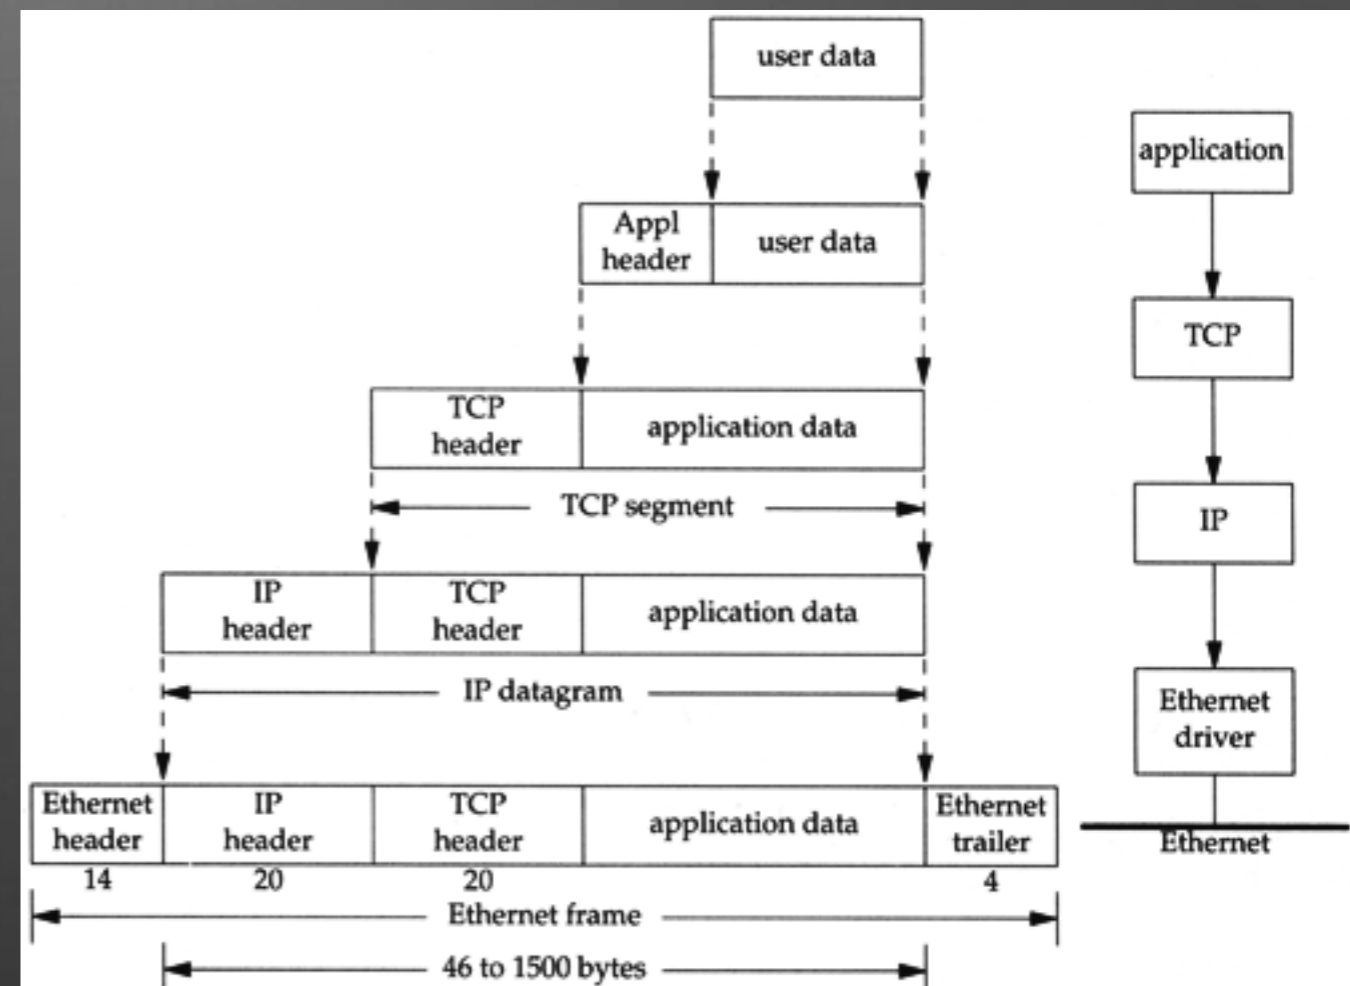 user data
application
Appl
header
user data
TCP
TCP
header
application data
TCP segment
IP
IP
header
TCP
header
application data
IP datagram
Ethernet
driver
Ethernet
header
IP
header
TCP
header
application data
Ethernet
trailer
Ethernet
14
20
20
4
Ethernet frame
46 to 1500 bytes